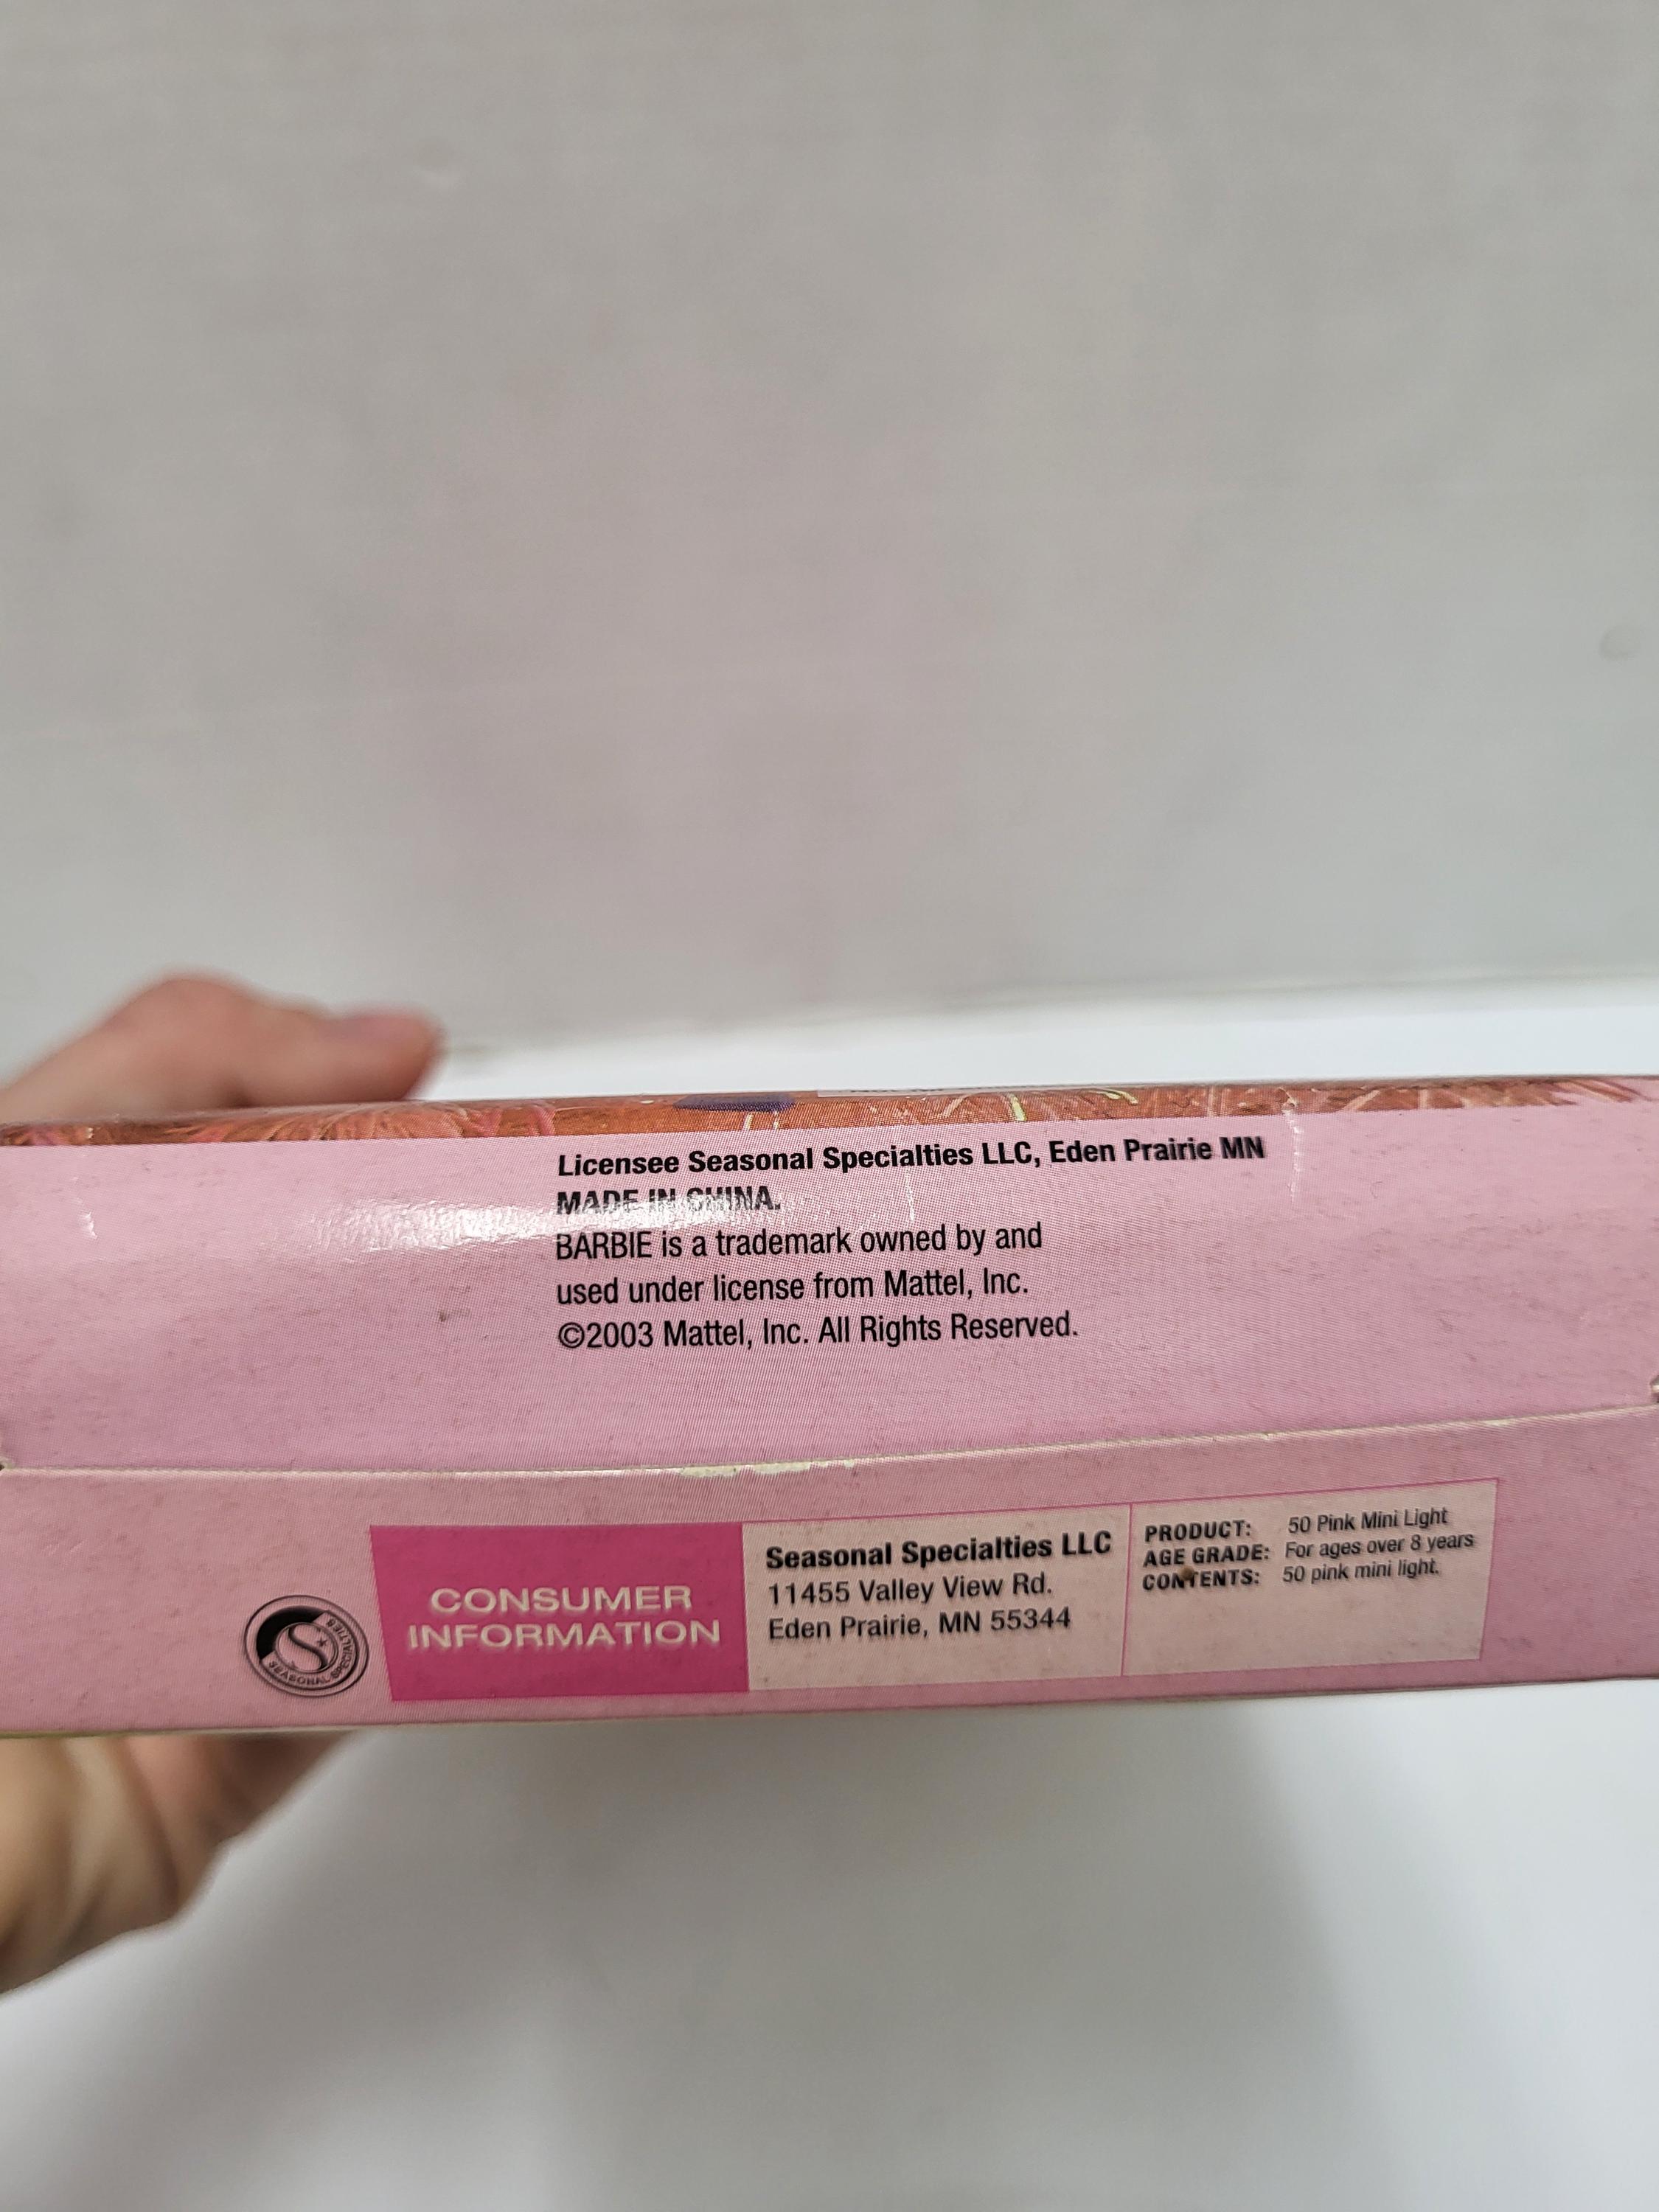 Licensee Seasonal Specialties LLC, Eden Prairie MN
MADE IN CHINA.
BARBIE is a trademark owned by and
used under license from Mattel, Inc.
©2003 Mattel, Inc. All Rights Reserved.
CONSUMER
INFORMATION
Seasonal Specialties LLC
11455 Valley View Rd.
Eden Prairie, MN 55344
PRODUCT: 50 Pink Mini Light
AGE GRADE: For ages over 8 years
CONTENTS: 50 pink mini light.
S
SEASONAL SPECIALTIES